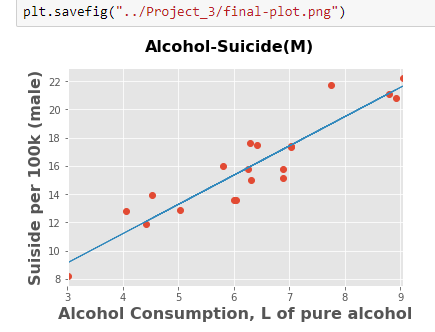 plt.savefig("../Project_3/final-plot.png")
Alcohol-Suicide(M)
Suiside per 100k (male)
22
20
18
16
14
12
10
8
3 4 5 6 7 8 9
Alcohol Consumption, L of pure alcohol